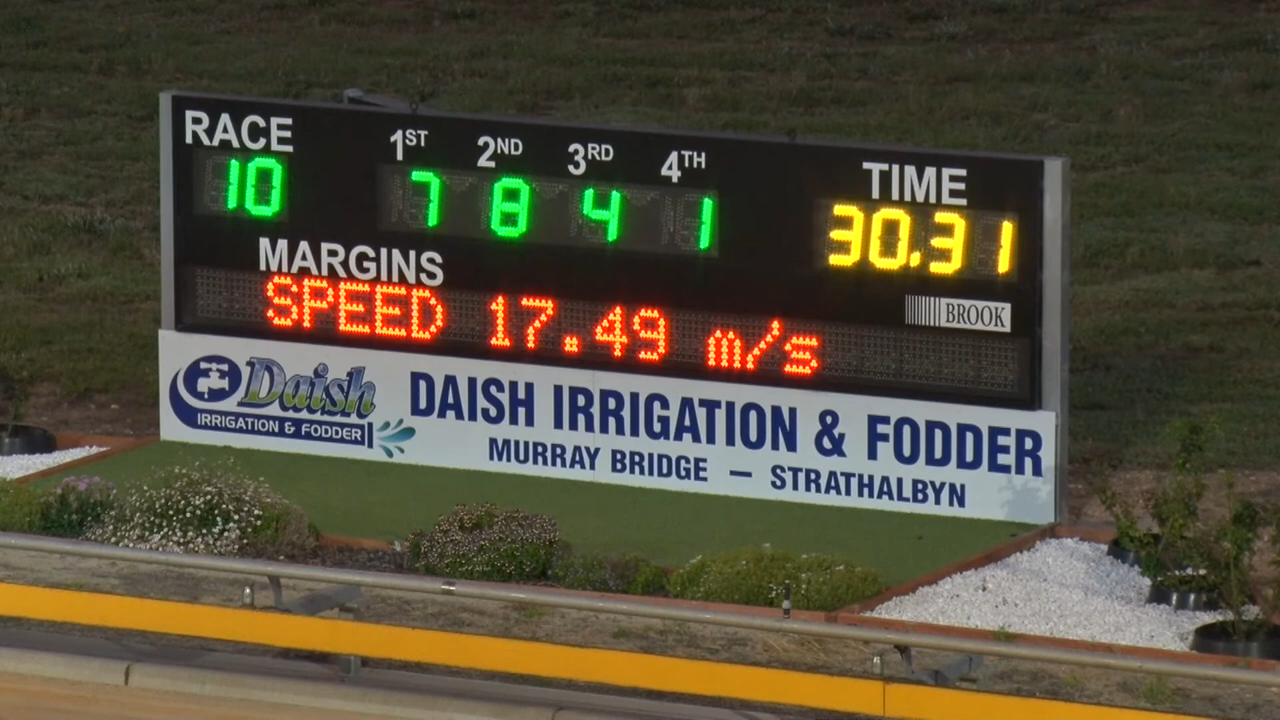 RACE 1ST 2ND 3RD 4TH TIME
10 7 8 4 1 30.31
MARGINS
SPEED 17.49 m/s
BROOK
Daish
IRRIGATION & FODDER
DAISH IRRIGATION & FODDER
MURRAY BRIDGE – STRATHALBYN